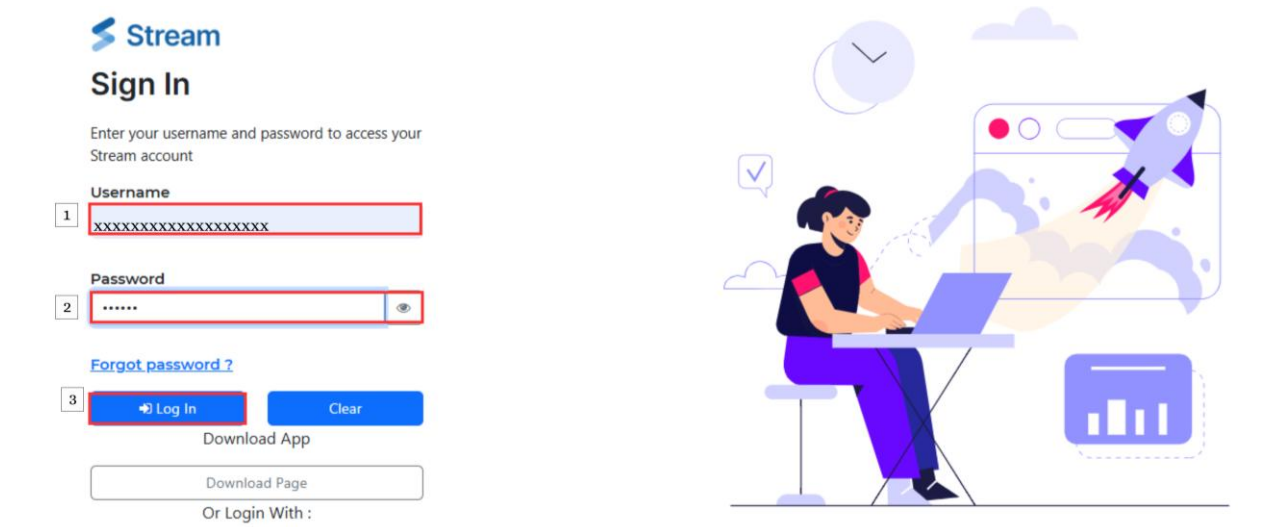 Stream
Sign In
Enter your username and password to access your
Stream account
Username
1
xxxxxxxxxxxxxxxxxxx
Password
2
••••••
Forgot password ?
3
Log In
Clear
Download App
Download Page
Or Login With :